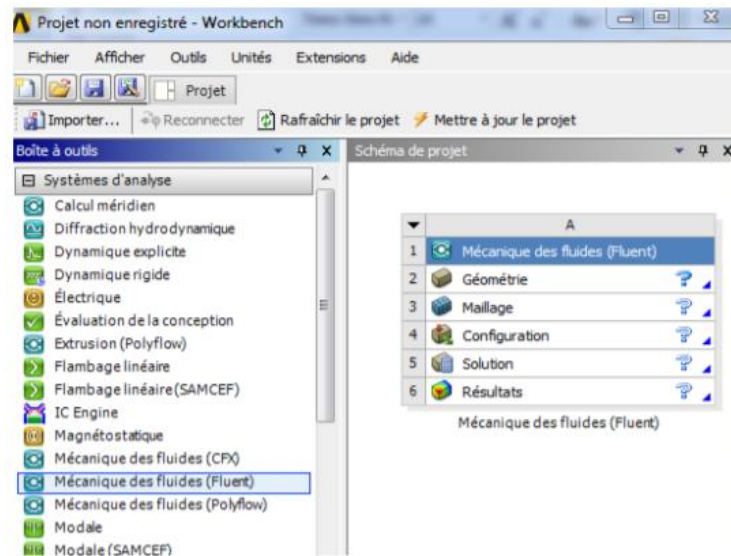 Projet non enregistré - Workbench
Fichier Afficher Outils Unités Extensions Aide
Projet
Importer... Reconnecter Rafraîchir le projet Mettre à jour le projet
Boîte à outils
Systèmes d'analyse
Calcul méridien
Diffraction hydrodynamique
Dynamique explicite
Dynamique rigide
Électrique
Évaluation de la conception
Extrusion (Polyflow)
Flambage linéaire
Flambage linéaire (SAMCEF)
IC Engine
Magnétostatique
Mécanique des fluides (CFX)
Mécanique des fluides (Fluent)
Mécanique des fluides (Polyflow)
Modale
Modale (SAMCEF)
Schéma de projet
A
1 Mécanique des fluides (Fluent)
2 Géométrie
3 Maillage
4 Configuration
5 Solution
6 Résultats
Mécanique des fluides (Fluent)